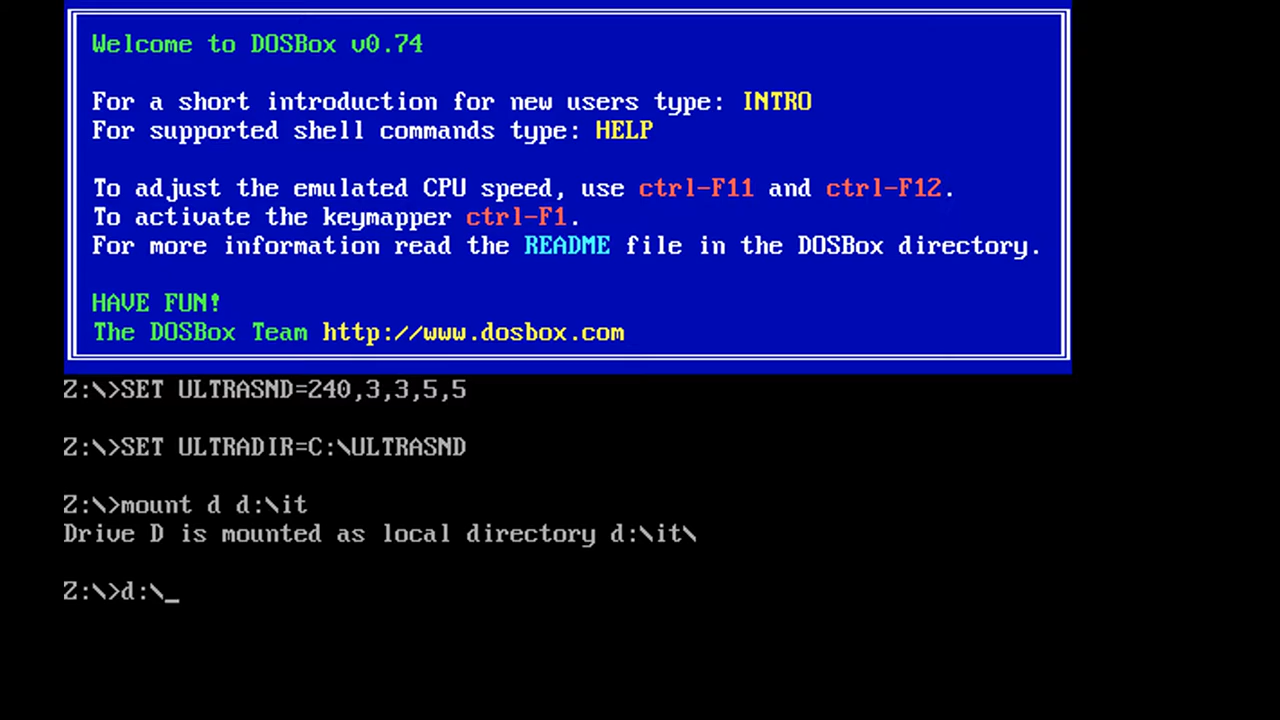 Welcome to DOSBox v0.74
For a short introduction for new users type: INTRO
For supported shell commands type: HELP
To adjust the emulated CPU speed, use ctrl-F11 and ctrl-F12.
To activate the keymapper ctrl-F1.
For more information read the README file in the DOSBox directory.
HAVE FUN!
The DOSBox Team http://www.dosbox.com
Z:\>SET ULTRASND=240,3,3,5,5
Z:\>SET ULTRADIR=C:\ULTRASND
Z:\>mount d d:\it
Drive D is mounted as local directory d:\it\
Z:\>d:\_